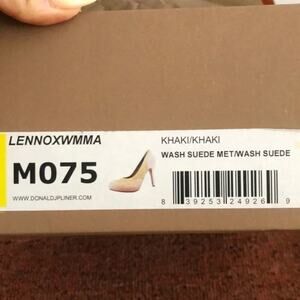 LENNOXWMMA
KHAKI/KHAKI
M075
WASH SUEDE MET/WASH SUEDE
WWW.DONALDJPLINER.COM
8 39253 24926 9